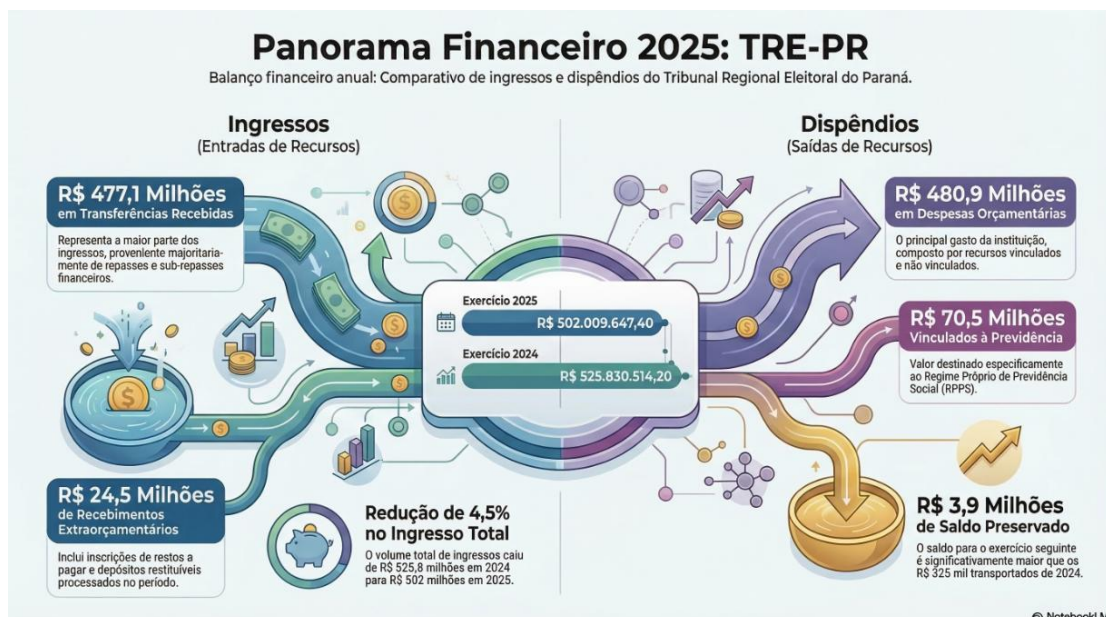 Panorama Financeiro 2025: TRE-PR
Balanço financeiro anual: Comparativo de ingressos e dispêndios do Tribunal Regional Eleitoral do Paraná.
Ingressos
(Entradas de Recursos)
R$ 477,1 Milhões
em Transferências Recebidas
Representa a maior parte dos
ingressos, proveniente majoritaria-
mente de repasses e sub-repasses
financeiros.
R$ 24,5 Milhões
de Recebimentos
Extraorçamentários
Inclui inscrições de restos a
pagar e depósitos restituíveis
processados no período.
Redução de 4,5%
no Ingresso Total
O volume total de ingressos caiu
de R$ 525,8 milhões em 2024
para R$ 502 milhões em 2025.
Exercício 2025
R$ 502.009.647,40
Exercício 2024
R$ 525.830.514,20
Dispêndios
(Saídas de Recursos)
R$ 480,9 Milhões
em Despesas Orçamentárias
O principal gasto da instituição,
composto por recursos vinculados
e não vinculados.
R$ 70,5 Milhões
Vinculados à Previdência
Valor destinado especificamente
ao Regime Próprio de Previdência
Social (RPPS).
R$ 3,9 Milhões
de Saldo Preservado
O saldo para o exercício seguinte
é significativamente maior que os
R$ 325 mil transportados de 2024.